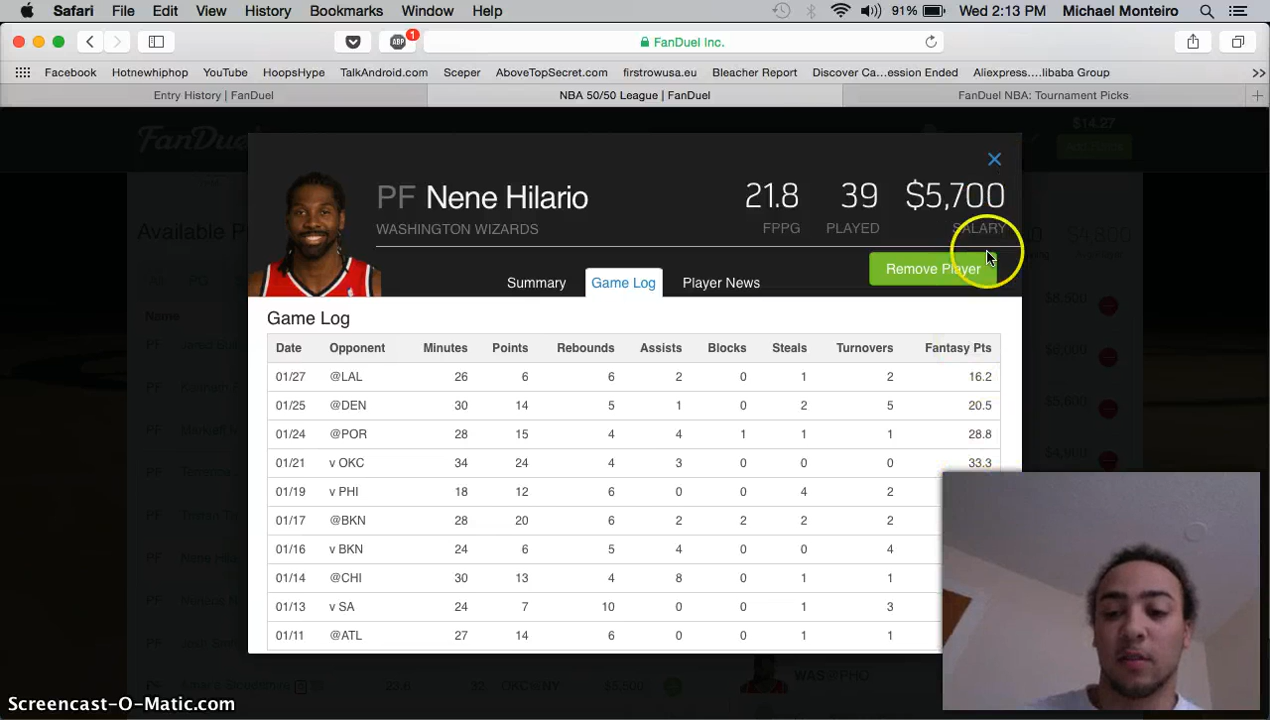 Safari File Edit View History Bookmarks Window Help 91% Wed 2:13 PM Michael Monteiro
ABP 1 FanDuel Inc.
Facebook Hotnewhiphop YouTube HoopsHype TalkAndroid.com Sceper AboveTopSecret.com firstrowusa.eu Bleacher Report Discover Ca...ession Ended Aliexpress....libaba Group >>
Entry History | FanDuel NBA 50/50 League | FanDuel FanDuel NBA: Tournament Picks +
FANDUEL $14.27
PF Nene Hilario 21.8 39 $5,700
WASHINGTON WIZARDS FPPG PLAYED SALARY
Available P
Remove Player
Summary Game Log Player News
Name
Game Log
Date Opponent Minutes Points Rebounds Assists Blocks Steals Turnovers Fantasy Pts
01/27 @LAL 26 6 6 2 0 1 2 16.2
01/25 @DEN 30 14 5 1 0 2 5 20.5
01/24 @POR 28 15 4 4 1 1 1 28.8
01/21 v OKC 34 24 4 3 0 0 0 33.3
01/19 v PHI 18 12 6 0 0 4 2
01/17 @BKN 28 20 6 2 2 2 2
01/16 v BKN 24 6 5 4 0 0 4
01/14 @CHI 30 13 4 8 0 1 1
01/13 v SA 24 7 10 0 0 1 3
01/11 @ATL 27 14 6 0 0 1 1
Screencast-O-Matic.com